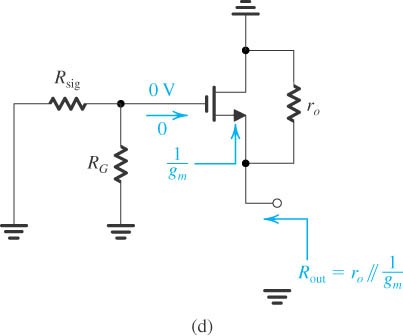 R_sig
0 V
0
R_G
1/g_m
r_o
R_out = r_o // 1/g_m
(d)